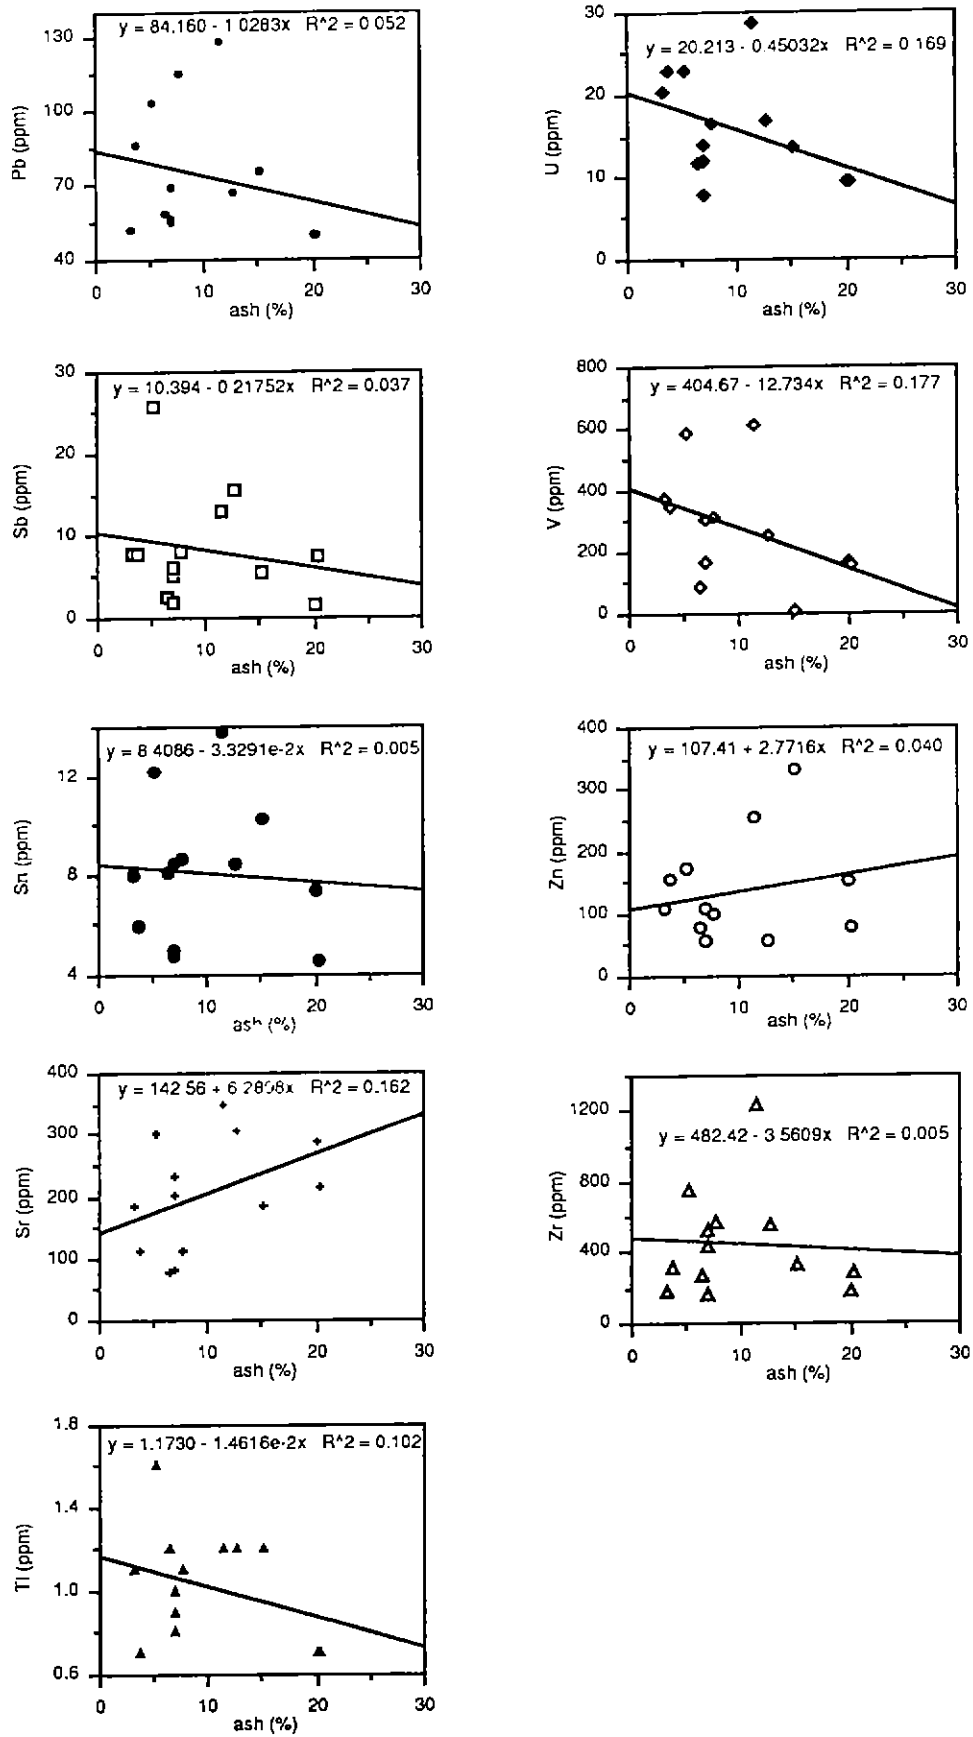 y = 84.160 - 1 0283x R^2 = 0 052
130
100
70
40
Pb (ppm)
0 10 20 30
ash (%)
y = 20.213 - 0.45032x R^2 = 0 169
30
20
10
0
U (ppm)
0 10 20 30
ash (%)
y = 10.394 - 0 21752x R^2 = 0.037
30
20
10
0
Sb (ppm)
0 10 20 30
ash (%)
y = 404.67 - 12.734x R^2 = 0.177
800
600
400
200
0
V (ppm)
0 10 20 30
ash (%)
y = 8 4086 - 3.3291e-2x R^2 = 0.005
12
8
4
Sn (ppm)
0 10 20 30
ash (%)
y = 107.41 + 2.7716x R^2 = 0.040
400
300
200
100
0
Zn (ppm)
0 10 20 30
ash (%)
y = 142 56 + R^2 = 0.162
400
300
200
100
0
Sr (ppm)
0 10 20 30
ash (%)
y = 482.42 - 3 5609x R^2 = 0.005
1200
800
400
0
Zr (ppm)
0 10 20 30
ash (%)
y = 1.1730 - 1.4616e-2x R^2 = 0.102
1.8
1.4
1.0
0.6
Tl (ppm)
0 10 20 30
ash (%)